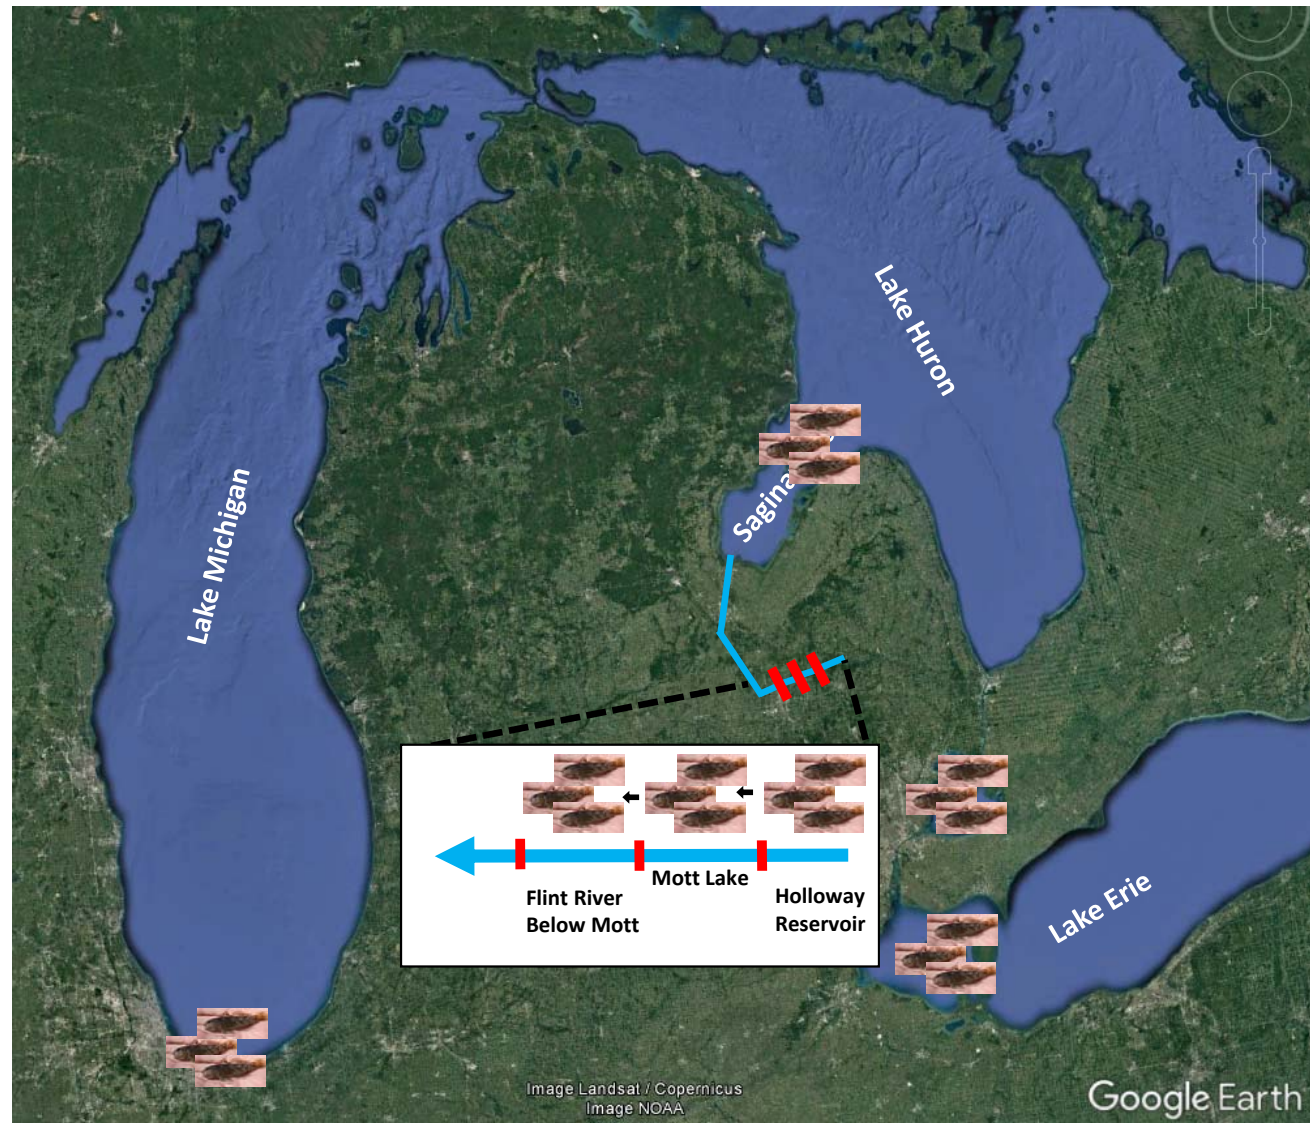 Lake Huron
Lake Michigan
Sagina
Mott Lake
Flint River
Below Mott
Holloway
Reservoir
Lake Erie
Image Landsat / Copernicus
Image NOAA
Google Earth